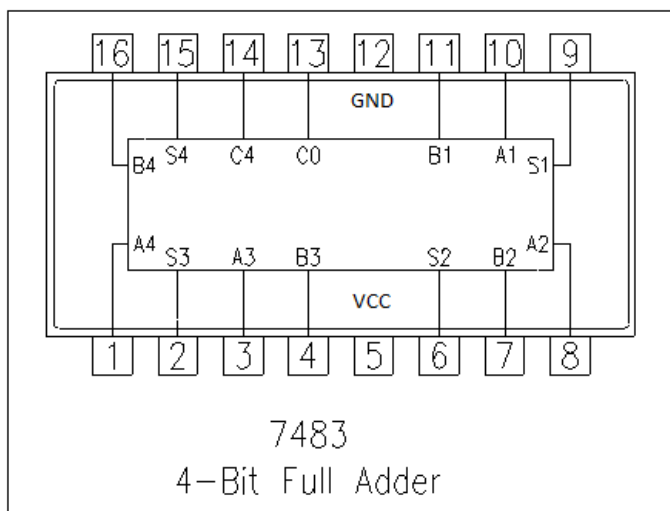 16 15 14 13 12 11 10 9
GND
B4 S4 C4 C0 B1 A1 S1
A4 S3 A3 B3 S2 B2 A2
VCC
1 2 3 4 5 6 7 8
7483
4-Bit Full Adder